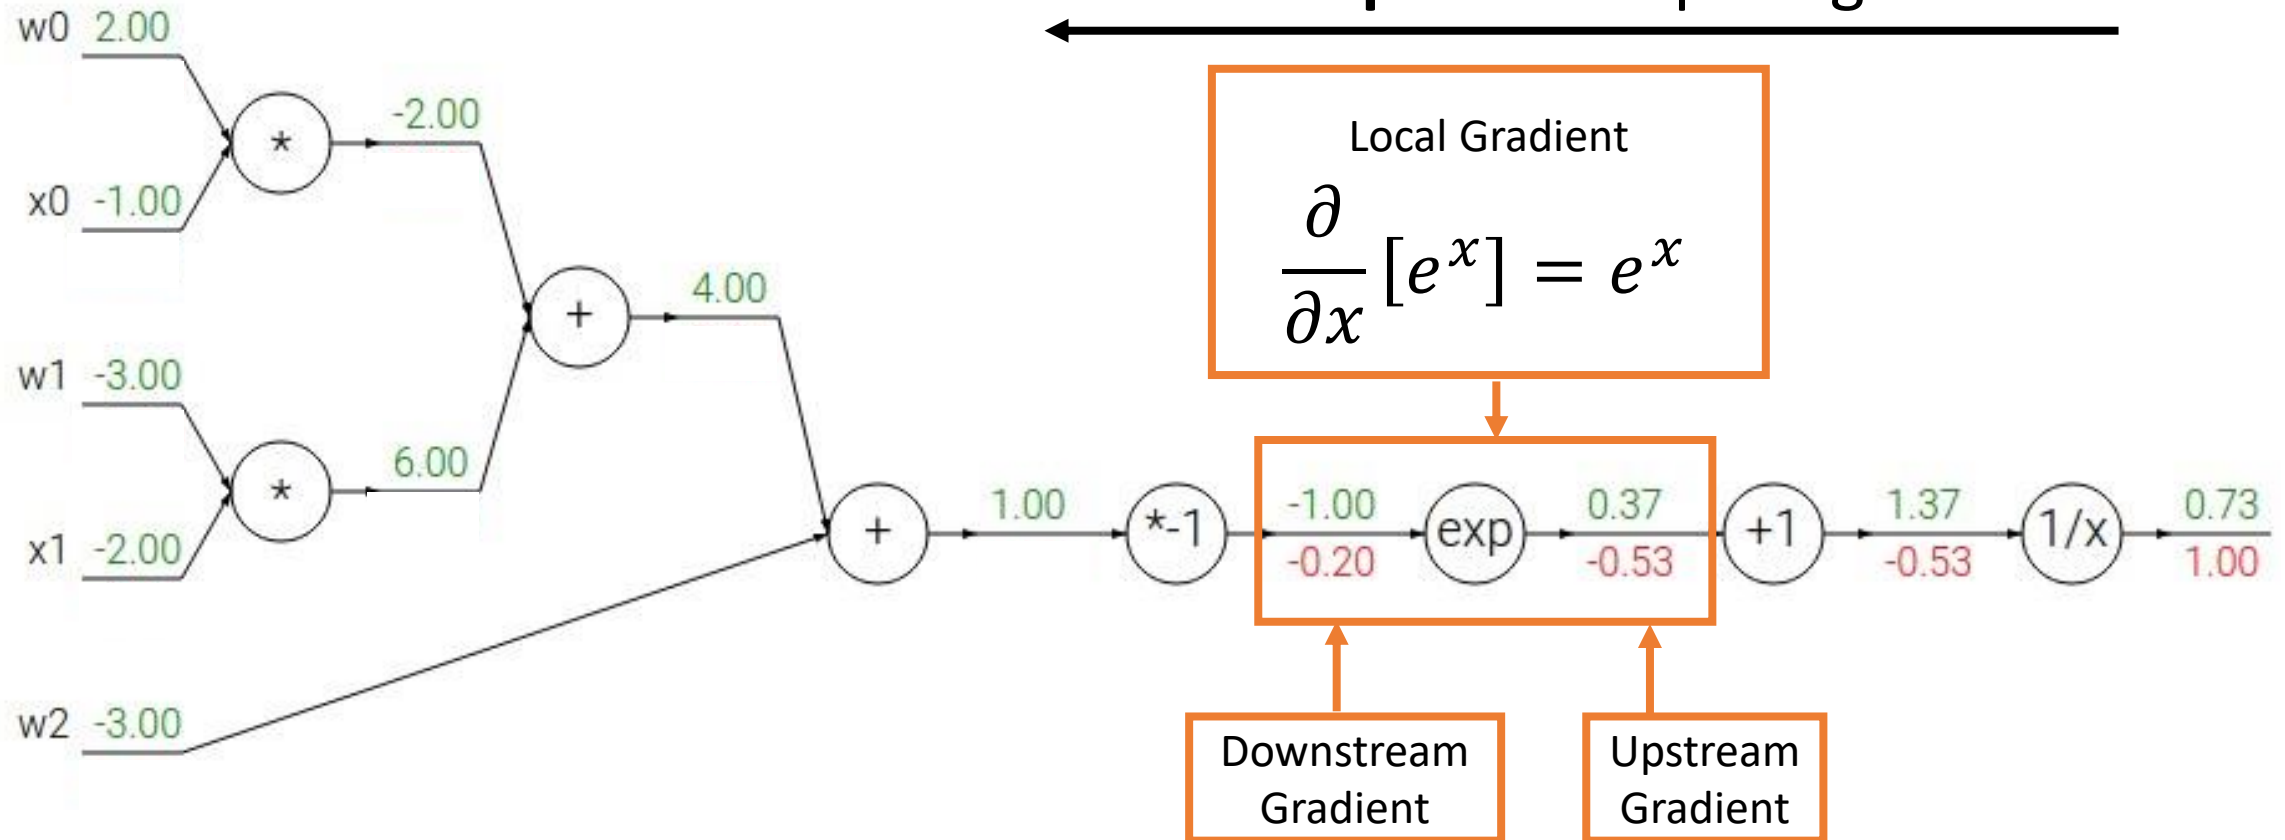 w0 2.00
-2.00
*
x0 -1.00
Local Gradient
∂/∂x [e^x] = e^x
4.00
+
w1 -3.00
6.00
*
x1 -2.00
1.00
-1.00
0.37
1.37
0.73
+
*-1
exp
+1
1/x
-0.20
-0.53
-0.53
1.00
w2 -3.00
Downstream
Gradient
Upstream
Gradient